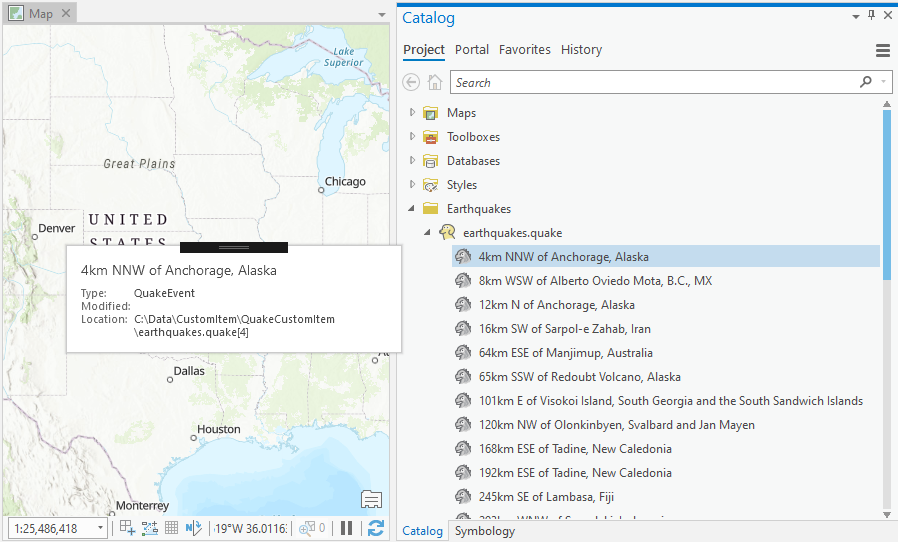 Map
Lake
Superior
Great Plains
Chicago
UNITED
STATES
Denver
4km NNW of Anchorage, Alaska
Type: QuakeEvent
Modified:
Location: C:\Data\CustomItem\QuakeCustomItem
\earthquakes.quake[4]
Dallas
Houston
Monterrey
1:25,486,418
19°W 36.0116
0
Catalog
Project Portal Favorites History
Search
Maps
Toolboxes
Databases
Styles
Earthquakes
earthquakes.quake
4km NNW of Anchorage, Alaska
8km WSW of Alberto Oviedo Mota, B.C., MX
12km N of Anchorage, Alaska
16km SW of Sarpol-e Zahab, Iran
64km ESE of Manjimup, Australia
65km SSW of Redoubt Volcano, Alaska
101km E of Visokoi Island, South Georgia and the South Sandwich Islands
120km NW of Olonkinbyen, Svalbard and Jan Mayen
168km ESE of Tadine, New Caledonia
192km ESE of Tadine, New Caledonia
245km SE of Lambasa, Fiji
Catalog Symbology